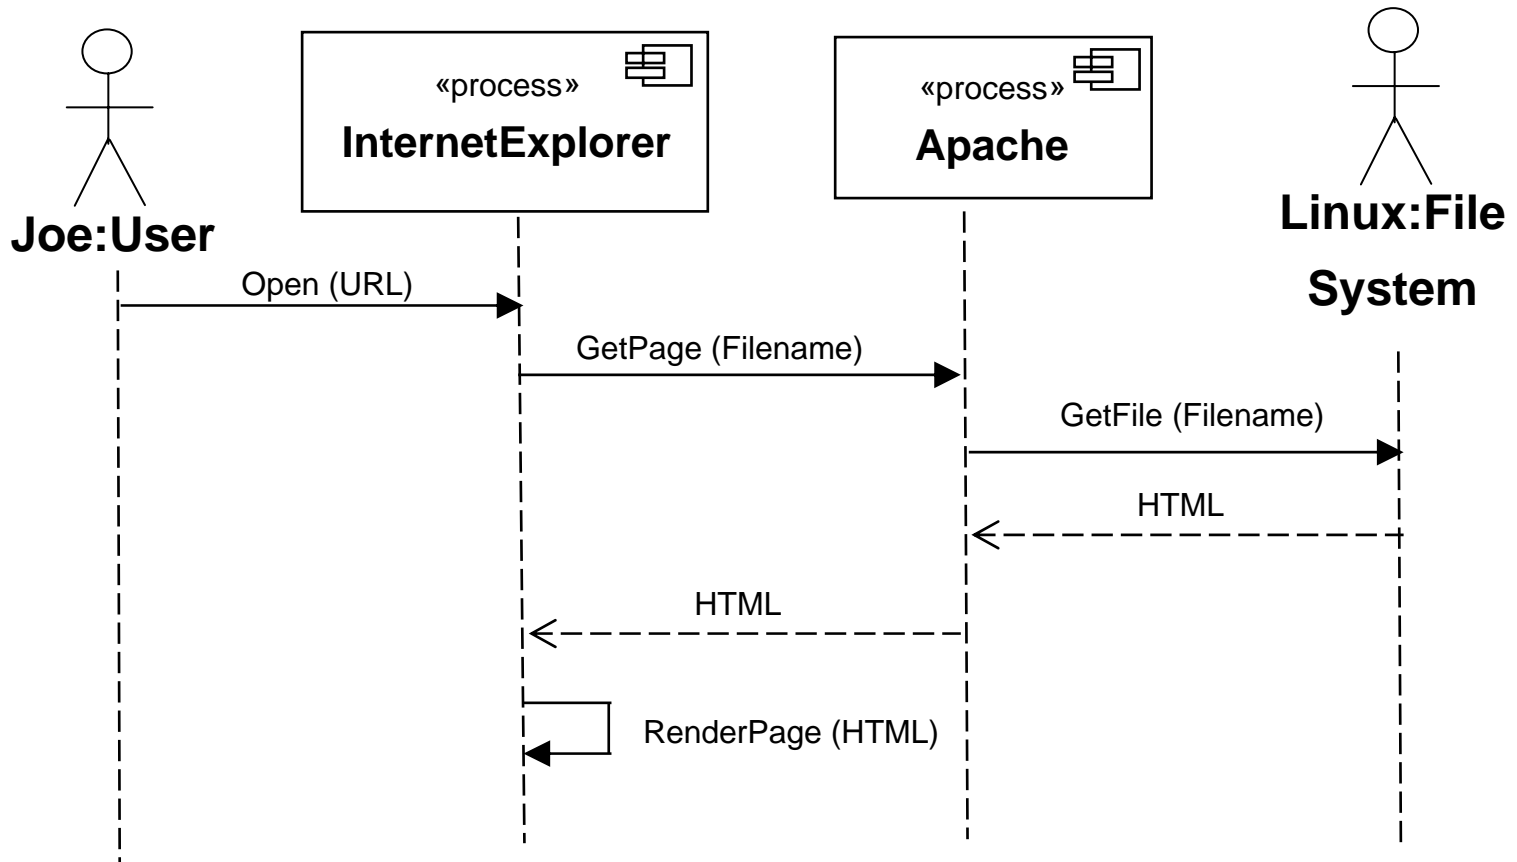 «process»
InternetExplorer
«process»
Apache
Joe:User
Linux:File
System
Open (URL)
GetPage (Filename)
GetFile (Filename)
HTML
HTML
RenderPage (HTML)